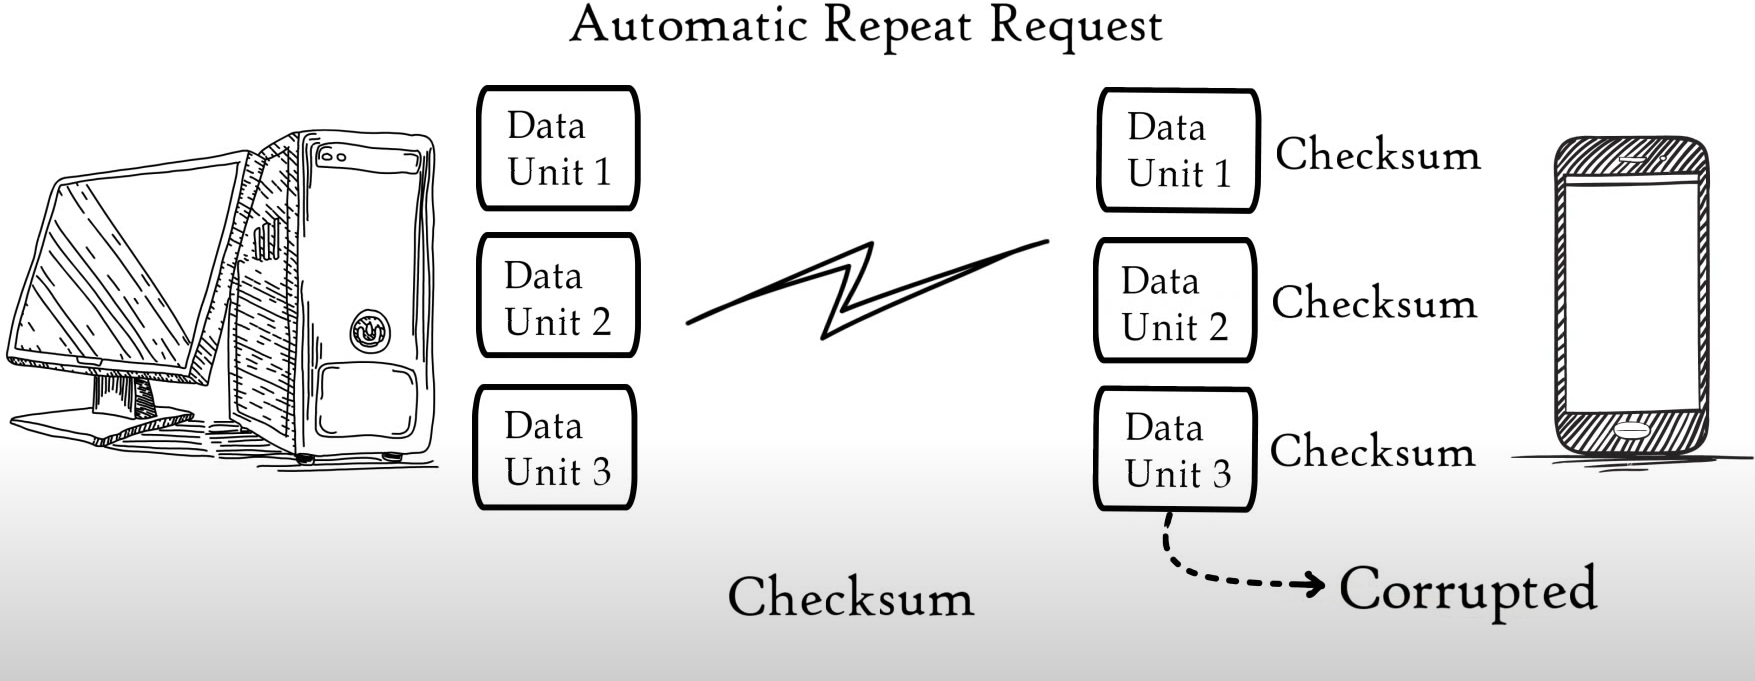 Automatic Repeat Request
Data
Unit 1
Data
Unit 2
Data
Unit 3
Data
Unit 1
Checksum
Data
Unit 2
Checksum
Data
Unit 3
Checksum
Corrupted
Checksum